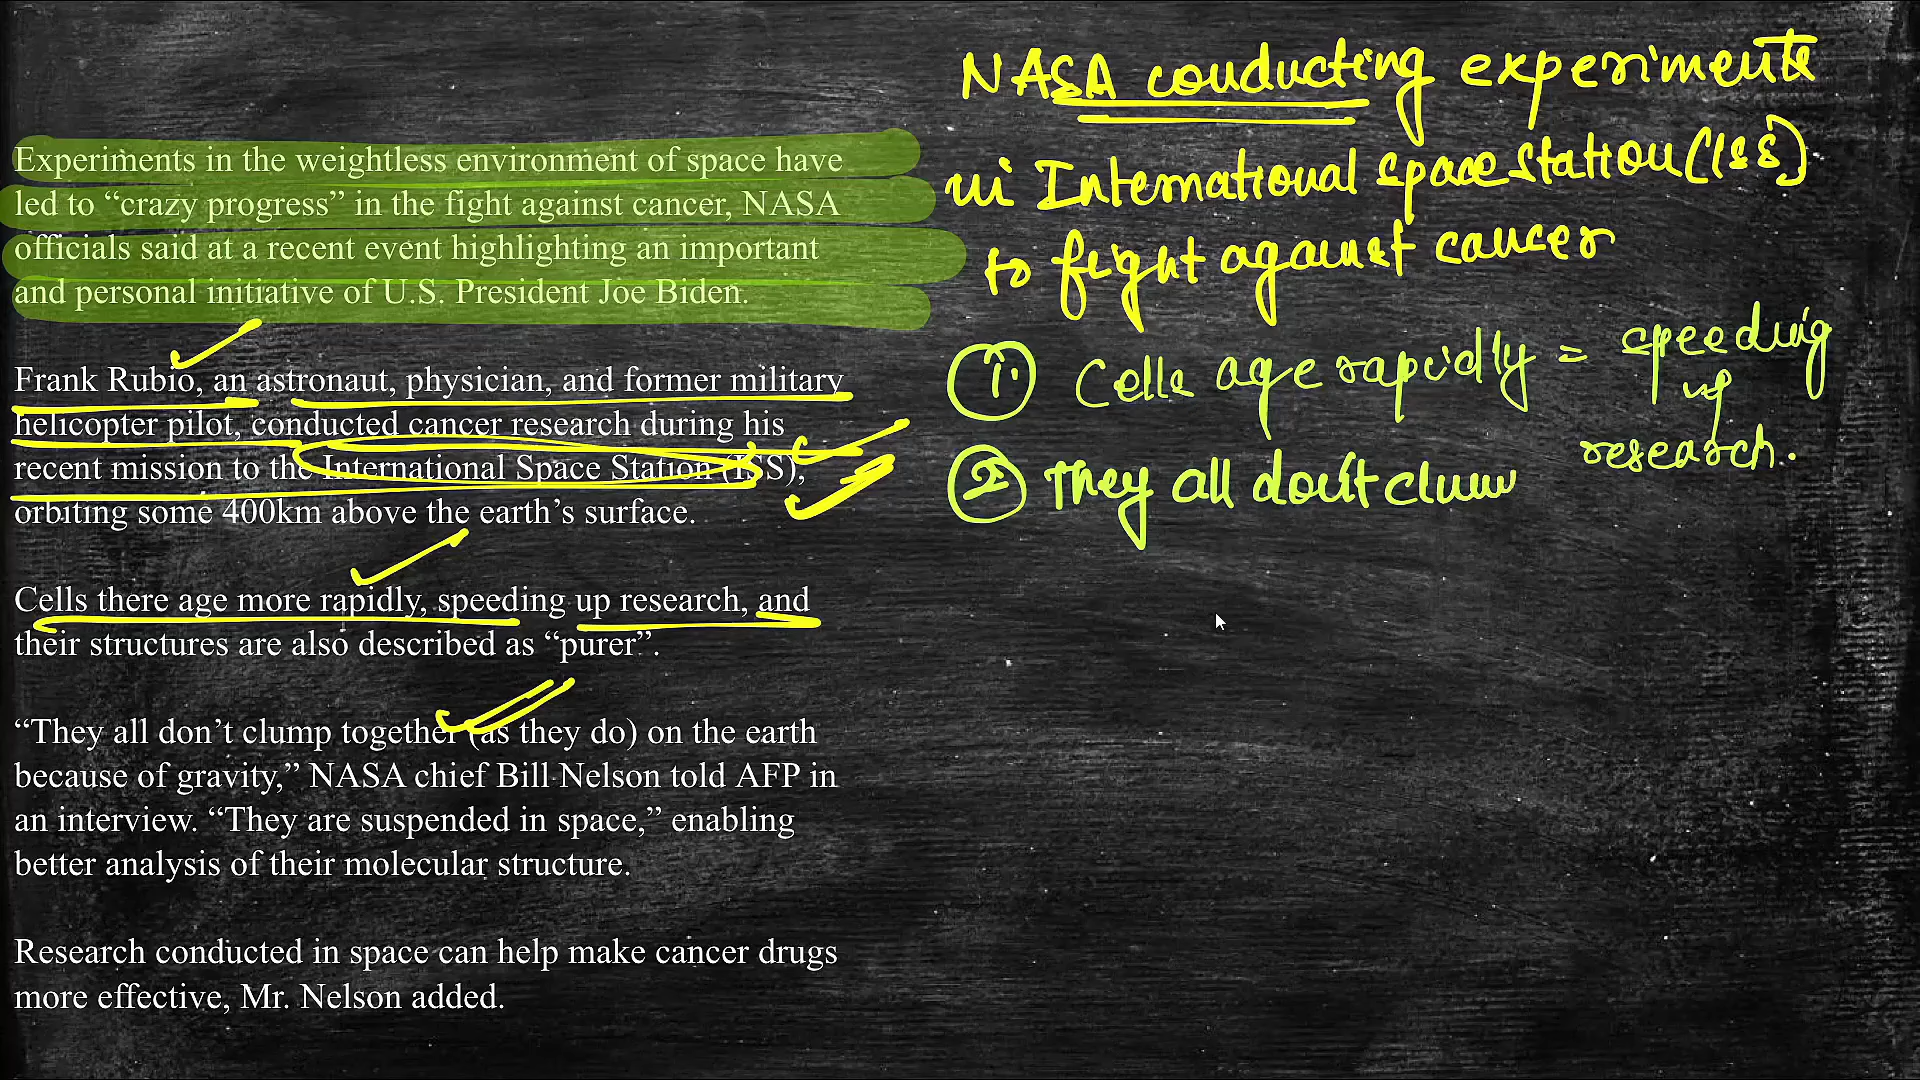 Experiments in the weightless environment of space have
led to “crazy progress” in the fight against cancer, NASA
officials said at a recent event highlighting an important
and personal initiative of U.S. President Joe Biden.
Frank Rubio, an astronaut, physician, and former military
helicopter pilot, conducted cancer research during his
recent mission to the International Space Station (ISS),
orbiting some 400km above the earth’s surface.
Cells there age more rapidly, speeding up research, and
their structures are also described as “purer”.
“They all don’t clump together (as they do) on the earth
because of gravity,” NASA chief Bill Nelson told AFP in
an interview. “They are suspended in space,” enabling
better analysis of their molecular structure.
Research conducted in space can help make cancer drugs
more effective, Mr. Nelson added.
NASA conducting experiments
in International space station (ISS)
to fight against cancer
1. Cells age rapidly = speeding
up
research.
2 They all don't clum